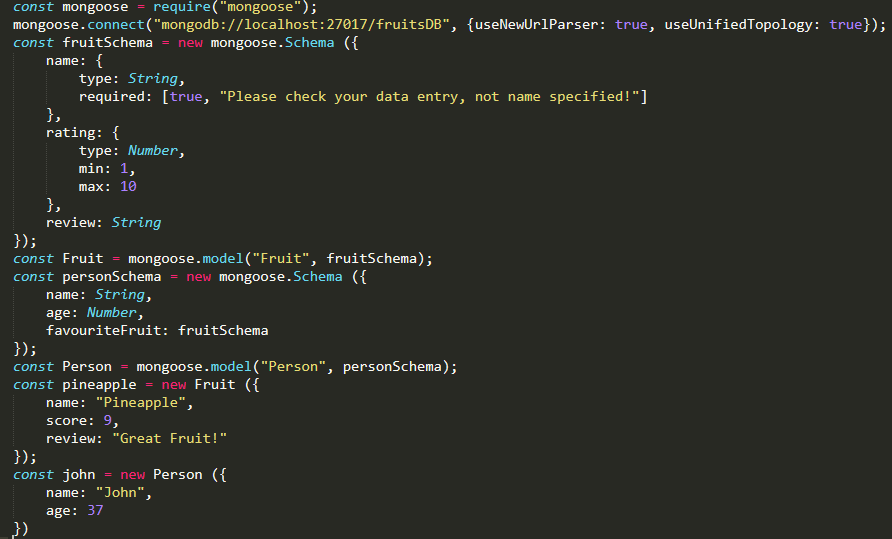 const mongoose = require("mongoose");
mongoose.connect("mongodb://localhost:27017/fruitsDB", {useNewUrlParser: true, useUnifiedTopology: true});
const fruitSchema = new mongoose.Schema ({
    name: {
        type: String,
        required: [true, "Please check your data entry, not name specified!"]
    },
    rating: {
        type: Number,
        min: 1,
        max: 10
    },
    review: String
});
const Fruit = mongoose.model("Fruit", fruitSchema);
const personSchema = new mongoose.Schema ({
    name: String,
    age: Number,
    favouriteFruit: fruitSchema
});
const Person = mongoose.model("Person", personSchema);
const pineapple = new Fruit ({
    name: "Pineapple",
    score: 9,
    review: "Great Fruit!"
});
const john = new Person ({
    name: "John",
    age: 37
})